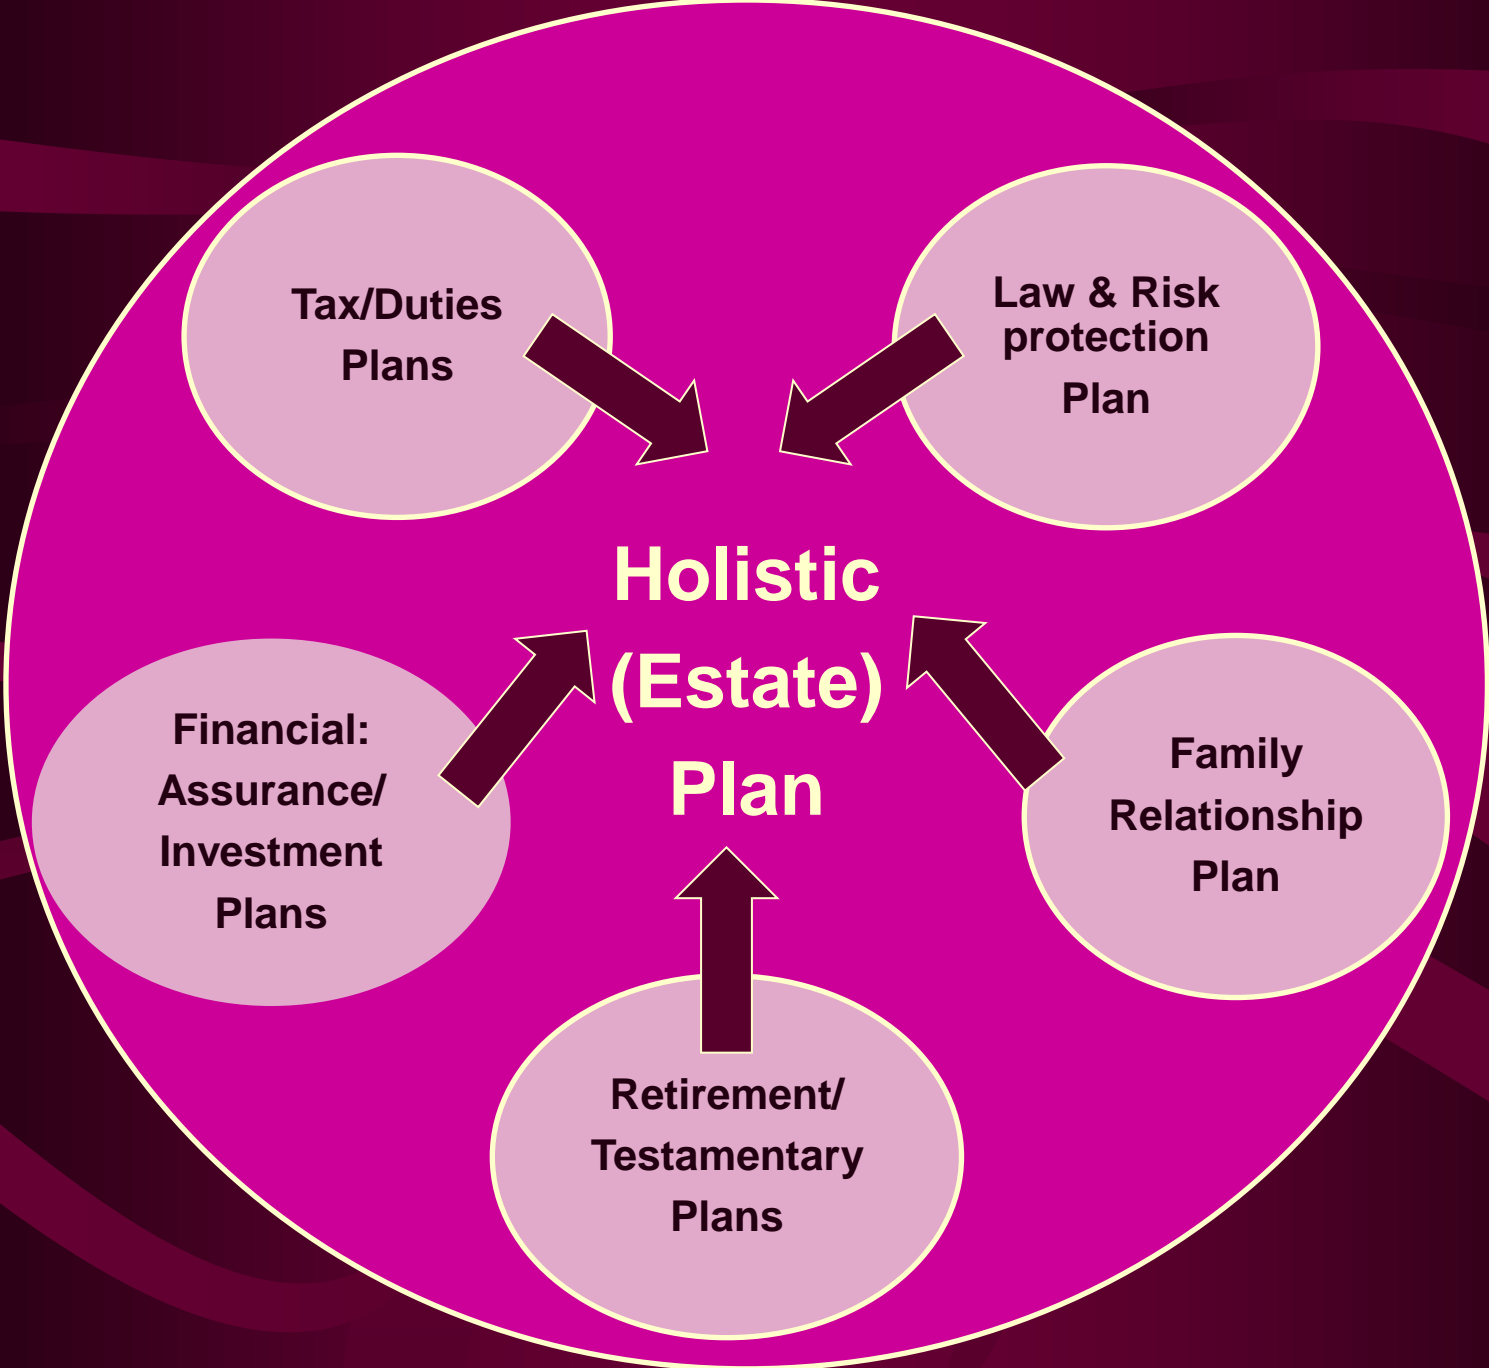 Tax/Duties
Plans
Law & Risk
protection
Plan
Holistic
(Estate)
Plan
Financial:
Assurance/
Investment
Plans
Family
Relationship
Plan
Retirement/
Testamentary
Plans